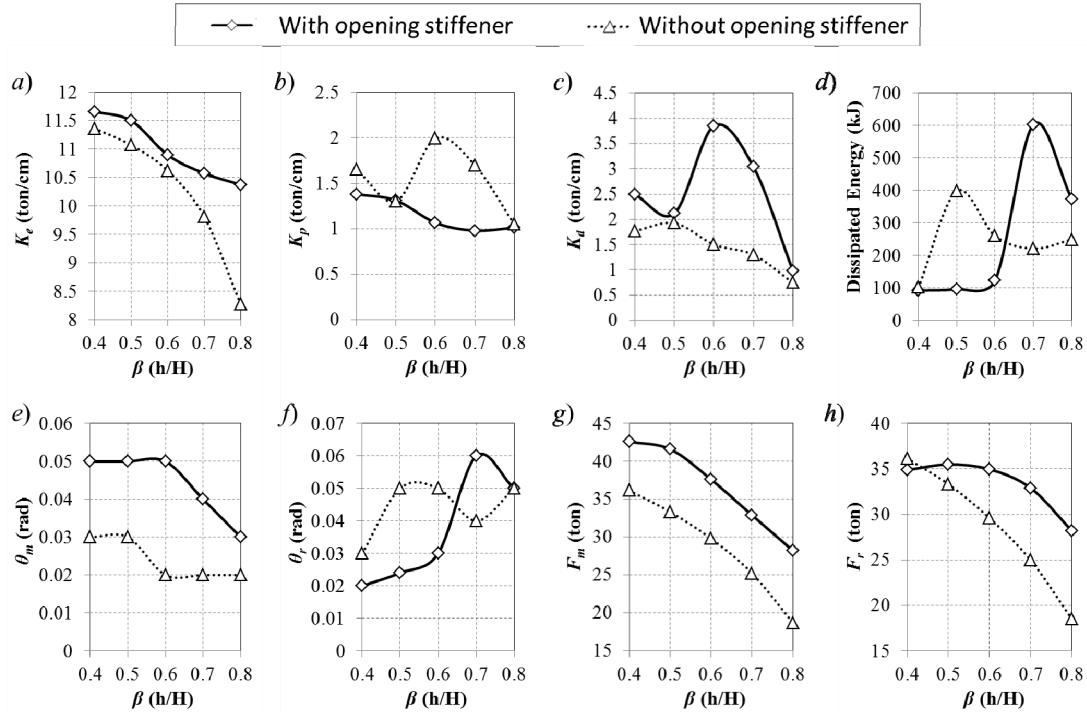 With opening stiffener
Without opening stiffener
a)
12
11.5
11
10.5
10
9.5
9
8.5
8
Ke (ton/cm)
0.4 0.5 0.6 0.7 0.8
β (h/H)
b)
2.5
2
1.5
1
0.5
0
Kp (ton/cm)
0.4 0.5 0.6 0.7 0.8
β (h/H)
c)
4.5
4
3.5
3
2.5
2
1.5
1
0.5
0
Kd (ton/cm)
0.4 0.5 0.6 0.7 0.8
β (h/H)
d)
700
600
500
400
300
200
100
0
Dissipated Energy (kJ)
0.4 0.5 0.6 0.7 0.8
β (h/H)
e)
0.06
0.05
0.04
0.03
0.02
0.01
0
θm (rad)
0.4 0.5 0.6 0.7 0.8
β (h/H)
f)
0.07
0.06
0.05
0.04
0.03
0.02
0.01
0
θr (rad)
0.4 0.5 0.6 0.7 0.8
β (h/H)
g)
45
40
35
30
25
20
15
Fm (ton)
0.4 0.5 0.6 0.7 0.8
β (h/H)
h)
40
35
30
25
20
15
Fr (ton)
0.4 0.5 0.6 0.7 0.8
β (h/H)